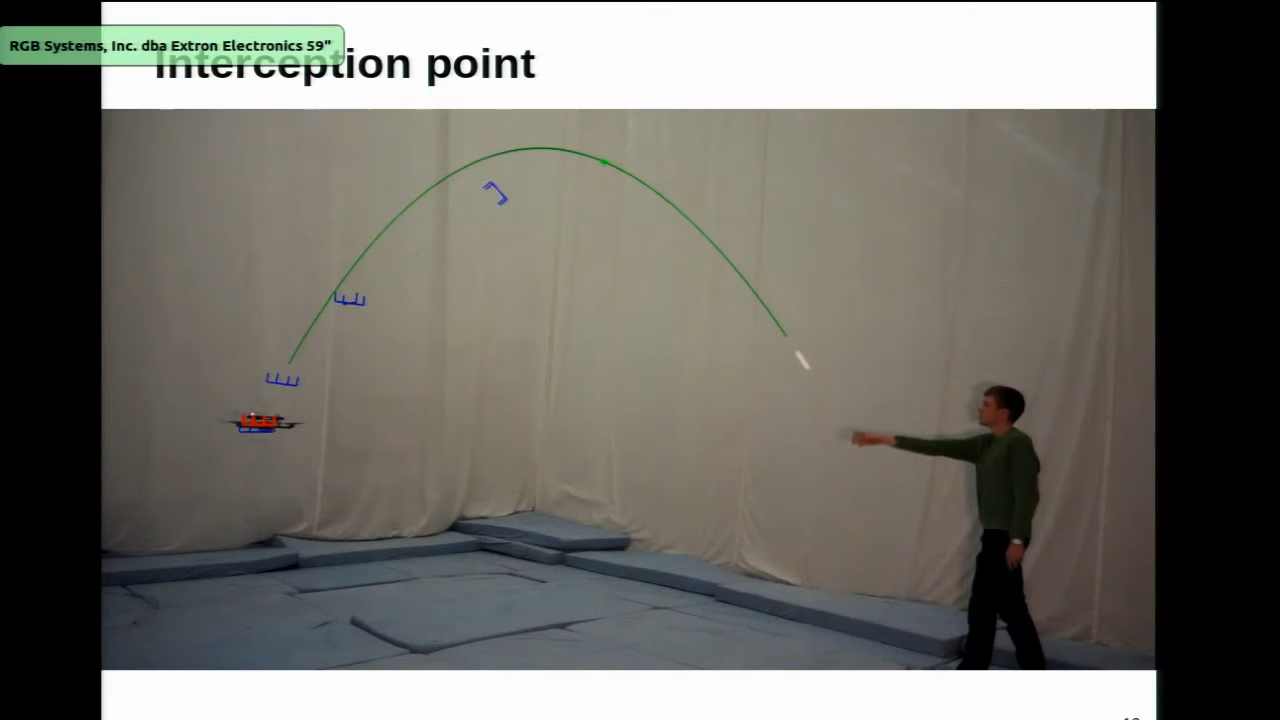 RGB Systems, Inc. dba Extron Electronics 59"
Interception point